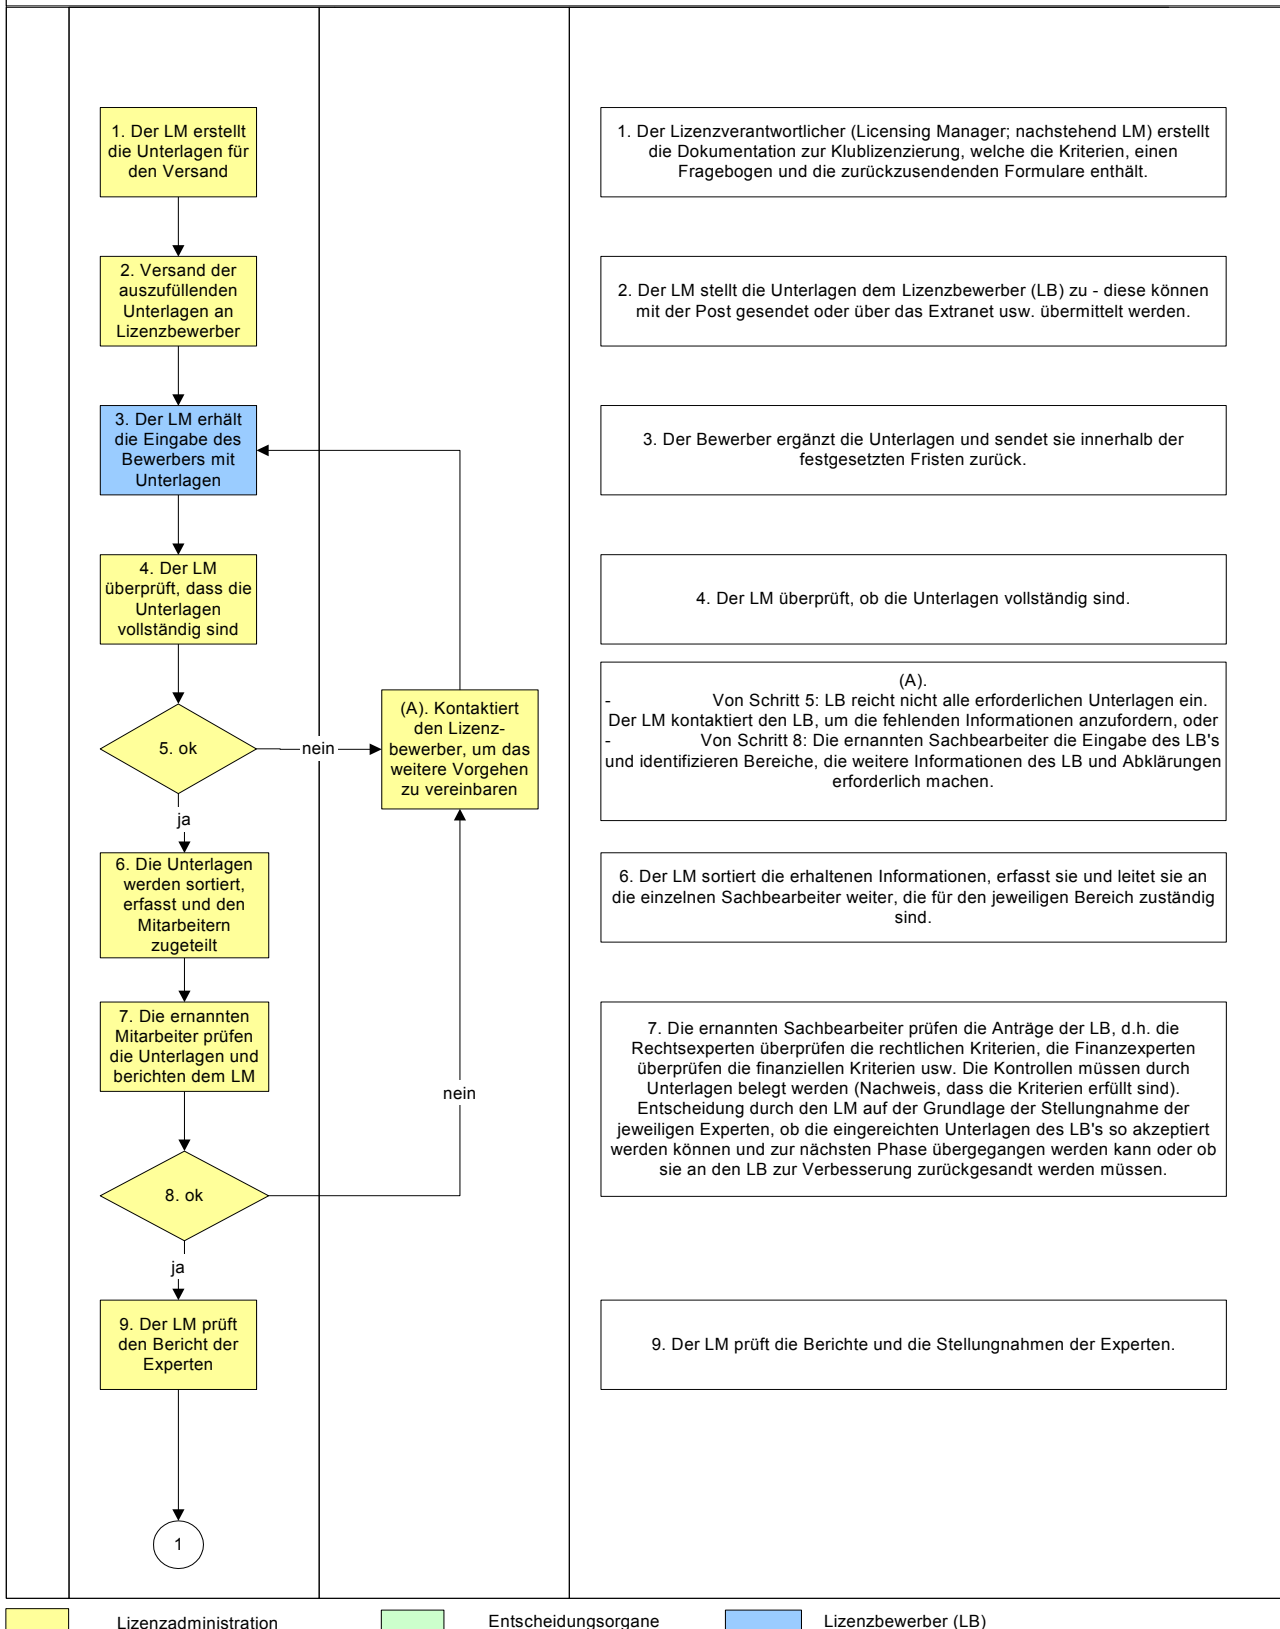 1. Der LM erstellt
die Unterlagen für
den Versand
1. Der Lizenzverantwortlicher (Licensing Manager; nachstehend LM) erstellt
die Dokumentation zur Klublizenzierung, welche die Kriterien, einen
Fragebogen und die zurückzusendenden Formulare enthält.
2. Versand der
auszufüllenden
Unterlagen an
Lizenzbewerber
2. Der LM stellt die Unterlagen dem Lizenzbewerber (LB) zu - diese können
mit der Post gesendet oder über das Extranet usw. übermittelt werden.
3. Der LM erhält
die Eingabe des
Bewerbers mit
Unterlagen
3. Der Bewerber ergänzt die Unterlagen und sendet sie innerhalb der
festgesetzten Fristen zurück.
4. Der LM
überprüft, dass die
Unterlagen
vollständig sind
4. Der LM überprüft, ob die Unterlagen vollständig sind.
5. ok
nein
(A). Kontaktiert
den Lizenz-
bewerber, um das
weitere Vorgehen
zu vereinbaren
(A).
- Von Schritt 5: LB reicht nicht alle erforderlichen Unterlagen ein.
Der LM kontaktiert den LB, um die fehlenden Informationen anzufordern, oder
- Von Schritt 8: Die ernannten Sachbearbeiter die Eingabe des LB's
und identifizieren Bereiche, die weitere Informationen des LB und Abklärungen
erforderlich machen.
ja
6. Die Unterlagen
werden sortiert,
erfasst und den
Mitarbeitern
zugeteilt
6. Der LM sortiert die erhaltenen Informationen, erfasst sie und leitet sie an
die einzelnen Sachbearbeiter weiter, die für den jeweiligen Bereich zuständig
sind.
7. Die ernannten
Mitarbeiter prüfen
die Unterlagen und
berichten dem LM
nein
7. Die ernannten Sachbearbeiter prüfen die Anträge der LB, d.h. die
Rechtsexperten überprüfen die rechtlichen Kriterien, die Finanzexperten
überprüfen die finanziellen Kriterien usw. Die Kontrollen müssen durch
Unterlagen belegt werden (Nachweis, dass die Kriterien erfüllt sind).
Entscheidung durch den LM auf der Grundlage der Stellungnahme der
jeweiligen Experten, ob die eingereichten Unterlagen des LB's so akzeptiert
werden können und zur nächsten Phase übergegangen werden kann oder ob
sie an den LB zur Verbesserung zurückgesandt werden müssen.
8. ok
ja
9. Der LM prüft
den Bericht der
Experten
9. Der LM prüft die Berichte und die Stellungnahmen der Experten.
1
Lizenzadministration
Entscheidungsorgane
Lizenzbewerber (LB)